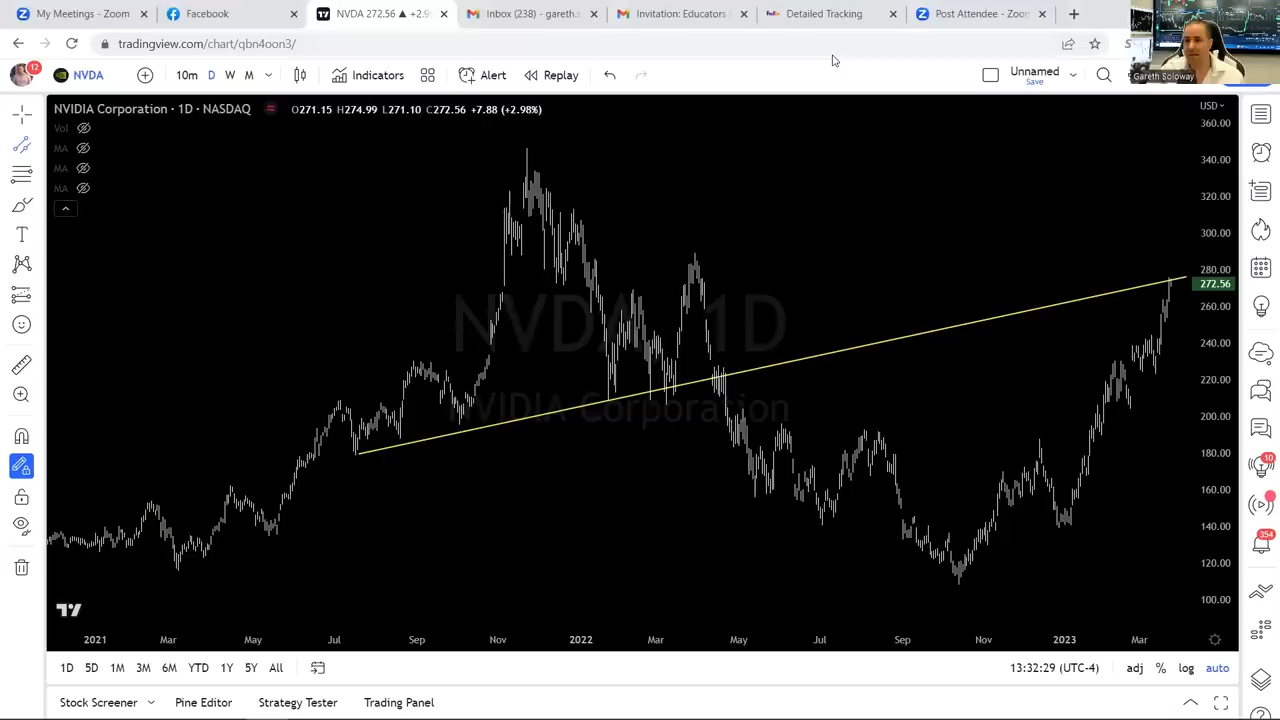 My Meetings - Zoom
Facebook
NVDA 272.56 ▲ +2.9
Inbox (238) - gareth.s
Invitation: Educators
Detailed Tracking
Post Attendee - Zoom
tradingview.com/chart/qbn4oon3/
Gareth Soloway
12
NVDA
10m
D
W
M
Indicators
Alert
Replay
Unnamed
Save
NVIDIA Corporation · 1D · NASDAQ
O271.15 H274.99 L271.10 C272.56 +7.88 (+2.98%)
Vol
MA
MA
MA
USD
360.00
340.00
320.00
300.00
280.00
272.56
260.00
240.00
220.00
200.00
180.00
160.00
140.00
120.00
100.00
NVDA, 1D
NVIDIA Corporation
10
354
2021
Mar
May
Jul
Sep
Nov
2022
Mar
May
Jul
Sep
Nov
2023
Mar
1D
5D
1M
3M
6M
YTD
1Y
5Y
All
13:32:29 (UTC-4)
adj
%
log
auto
Stock Screener
Pine Editor
Strategy Tester
Trading Panel